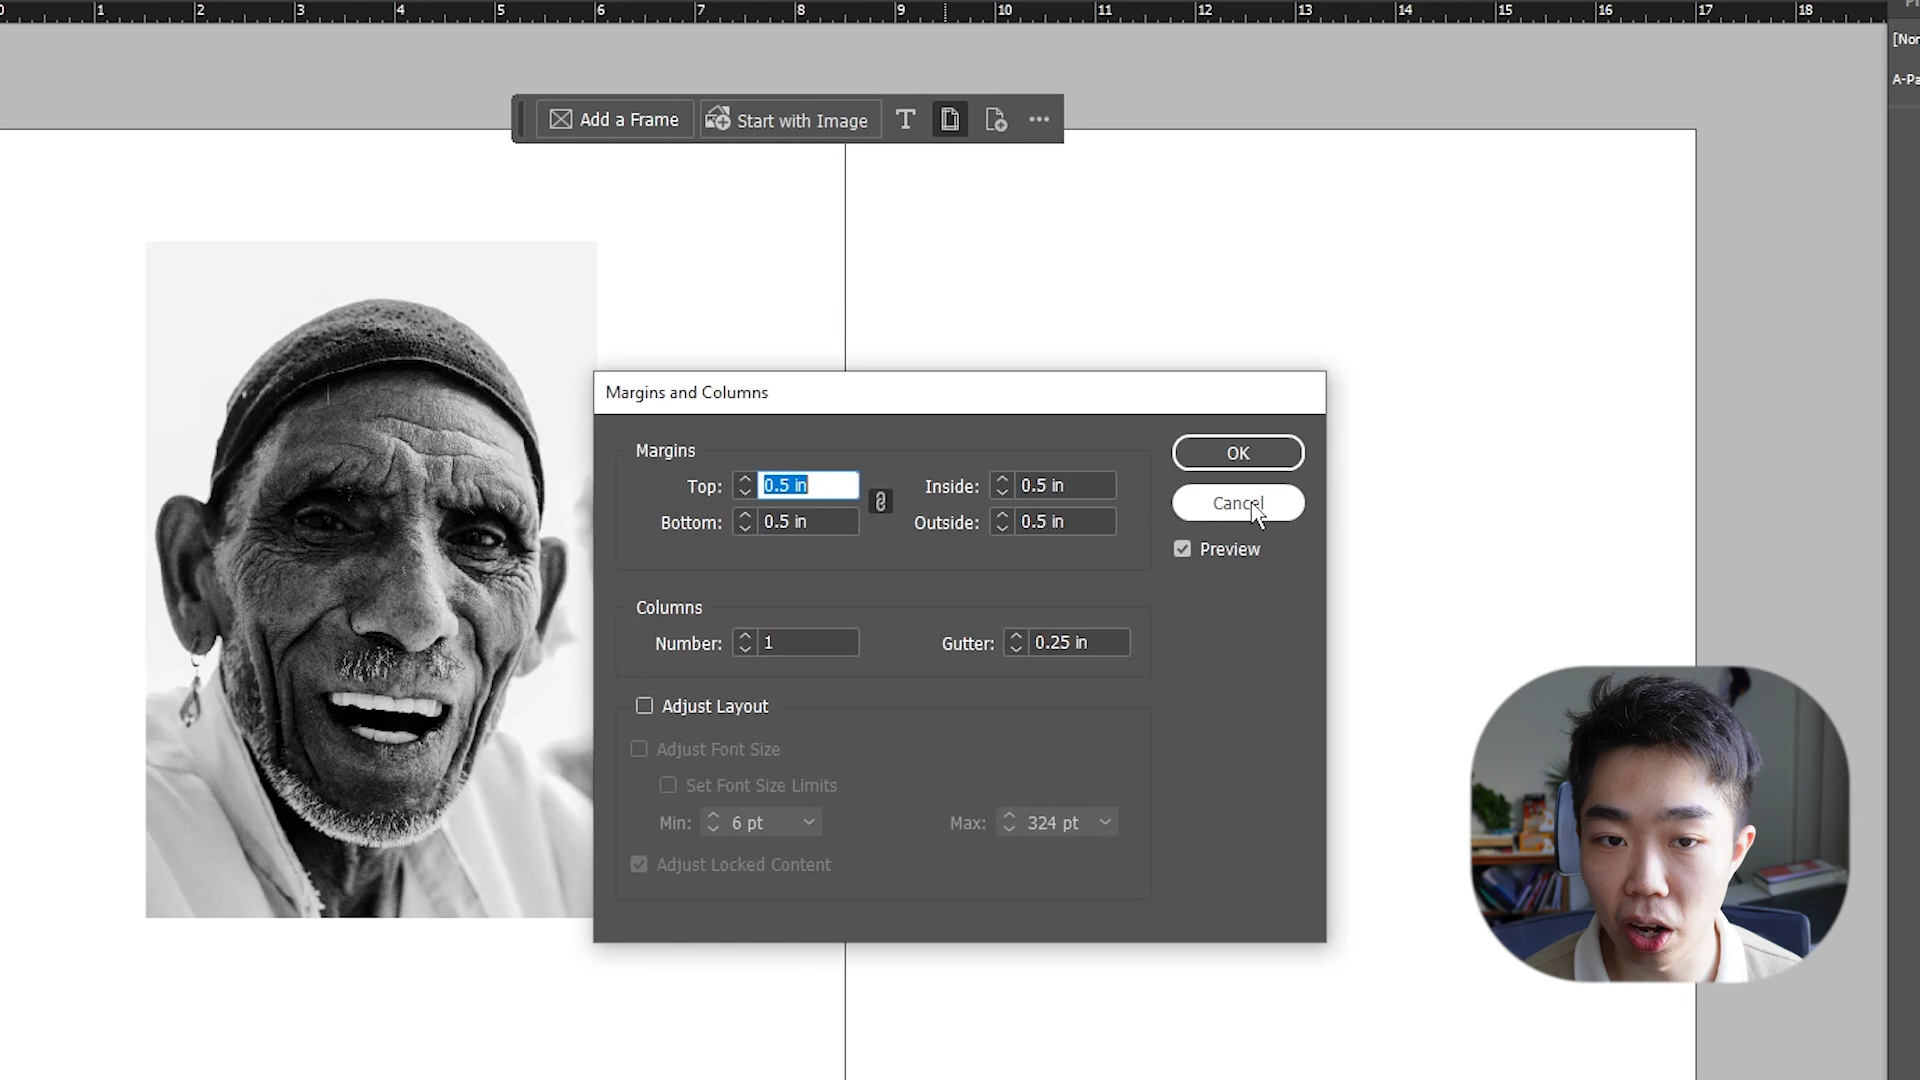 0 1 2 3 4 5 6 7 8 9 10 11 12 13 14 15 16 17 18
[Nor
A-Pa
Add a Frame Start with Image T
Margins and Columns
Margins
Top: 0.5 in Inside: 0.5 in
Bottom: 0.5 in Outside: 0.5 in
OK
Cancel
Preview
Columns
Number: 1 Gutter: 0.25 in
Adjust Layout
Adjust Font Size
Set Font Size Limits
Min: 6 pt Max: 324 pt
Adjust Locked Content